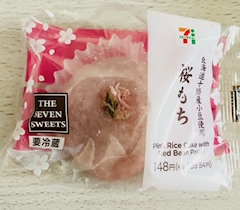 THE
SEVEN
SWEETS
要冷蔵
北海道十勝産小豆使用
桜もち
Pink Rice Cake with
Red Bean Paste
148円